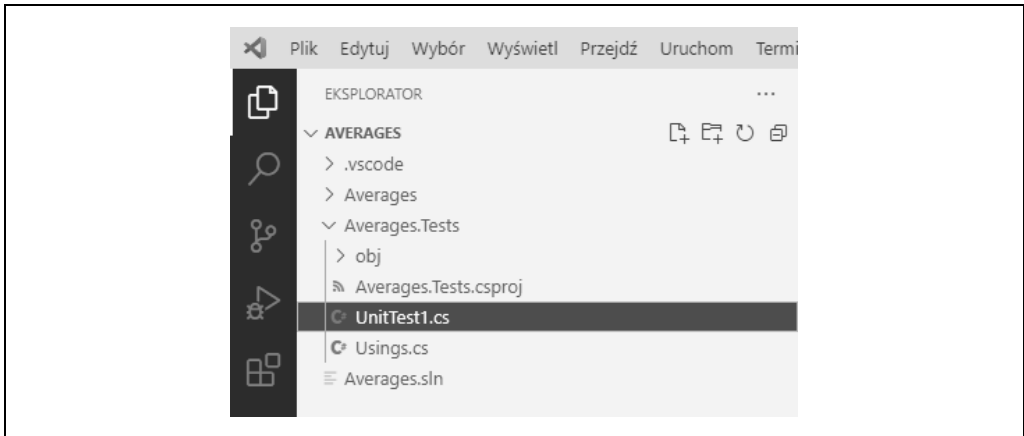 Plik Edytuj Wybór Wyświetl Przejdź Uruchom Termi
EKSPLORATOR ...
AVERAGES
.vscode
Averages
Averages.Tests
obj
Averages.Tests.csproj
C# UnitTest1.cs
C# Usings.cs
Averages.sln